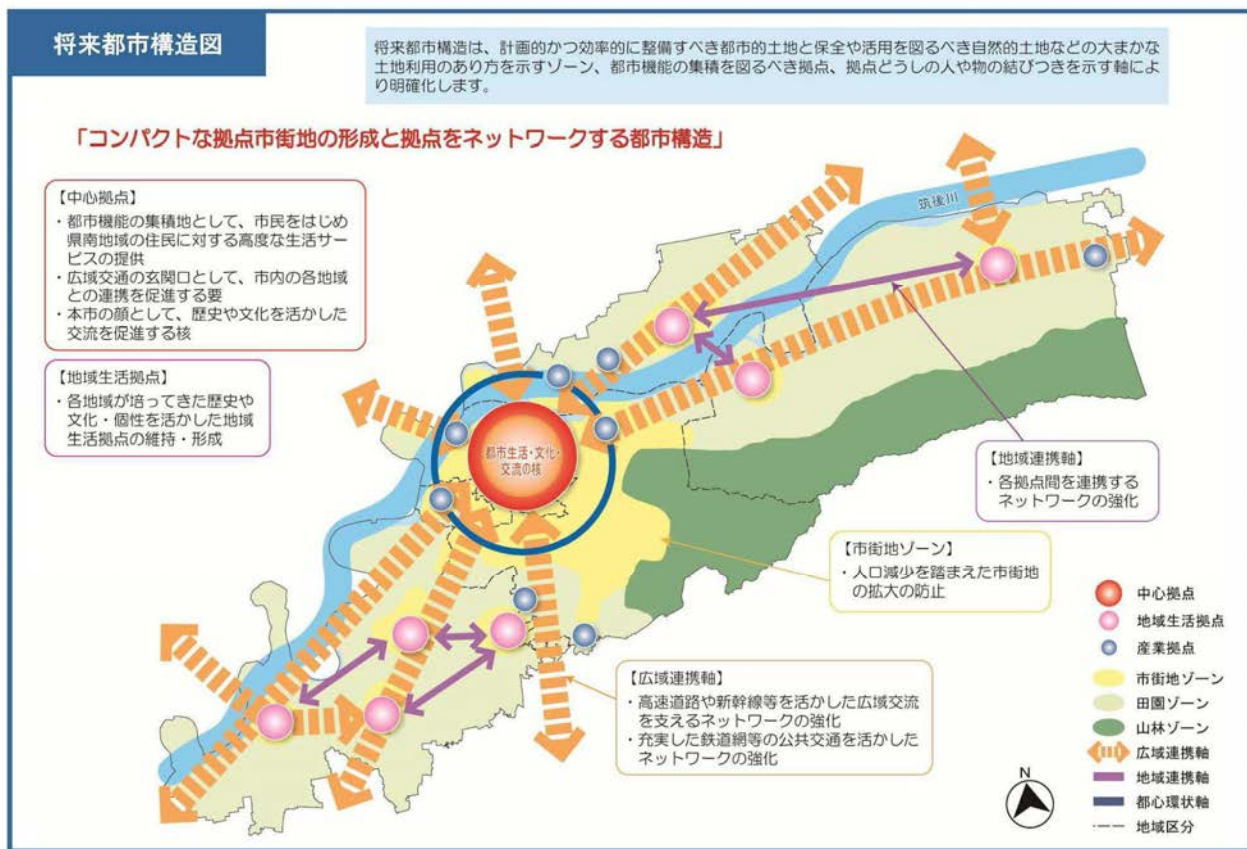 将来都市構造図
将来都市構造は、計画的かつ効率的に整備すべき都市的土地と保全や活用を図るべき自然的土地などの大まかな
土地利用のあり方を示すゾーン、都市機能の集積を図るべき拠点、拠点どうしの人や物の結びつきを示す軸によ
り明確化します。
「コンパクトな拠点市街地の形成と拠点をネットワークする都市構造」
【中心拠点】
・都市機能の集積地として、市民をはじめ
県南地域の住民に対する高度な生活サー
ビスの提供
・広域交通の玄関口として、市内の各地域
との連携を促進する要
・本市の顔として、歴史や文化を活かした
交流を促進する核
【地域生活拠点】
・各地域が培ってきた歴史や
文化・個性を活かした地域
生活拠点の維持・形成
筑後川
都市生活・文化・
交流の核
【地域連携軸】
・各拠点間を連携する
ネットワークの強化
【市街地ゾーン】
・人口減少を踏まえた市街地
の拡大の防止
【広域連携軸】
・高速道路や新幹線等を活かした広域交流
を支えるネットワークの強化
・充実した鉄道網等の公共交通を活かした
ネットワークの強化
N
中心拠点
地域生活拠点
産業拠点
市街地ゾーン
田園ゾーン
山林ゾーン
広域連携軸
地域連携軸
都心環状軸
地域区分